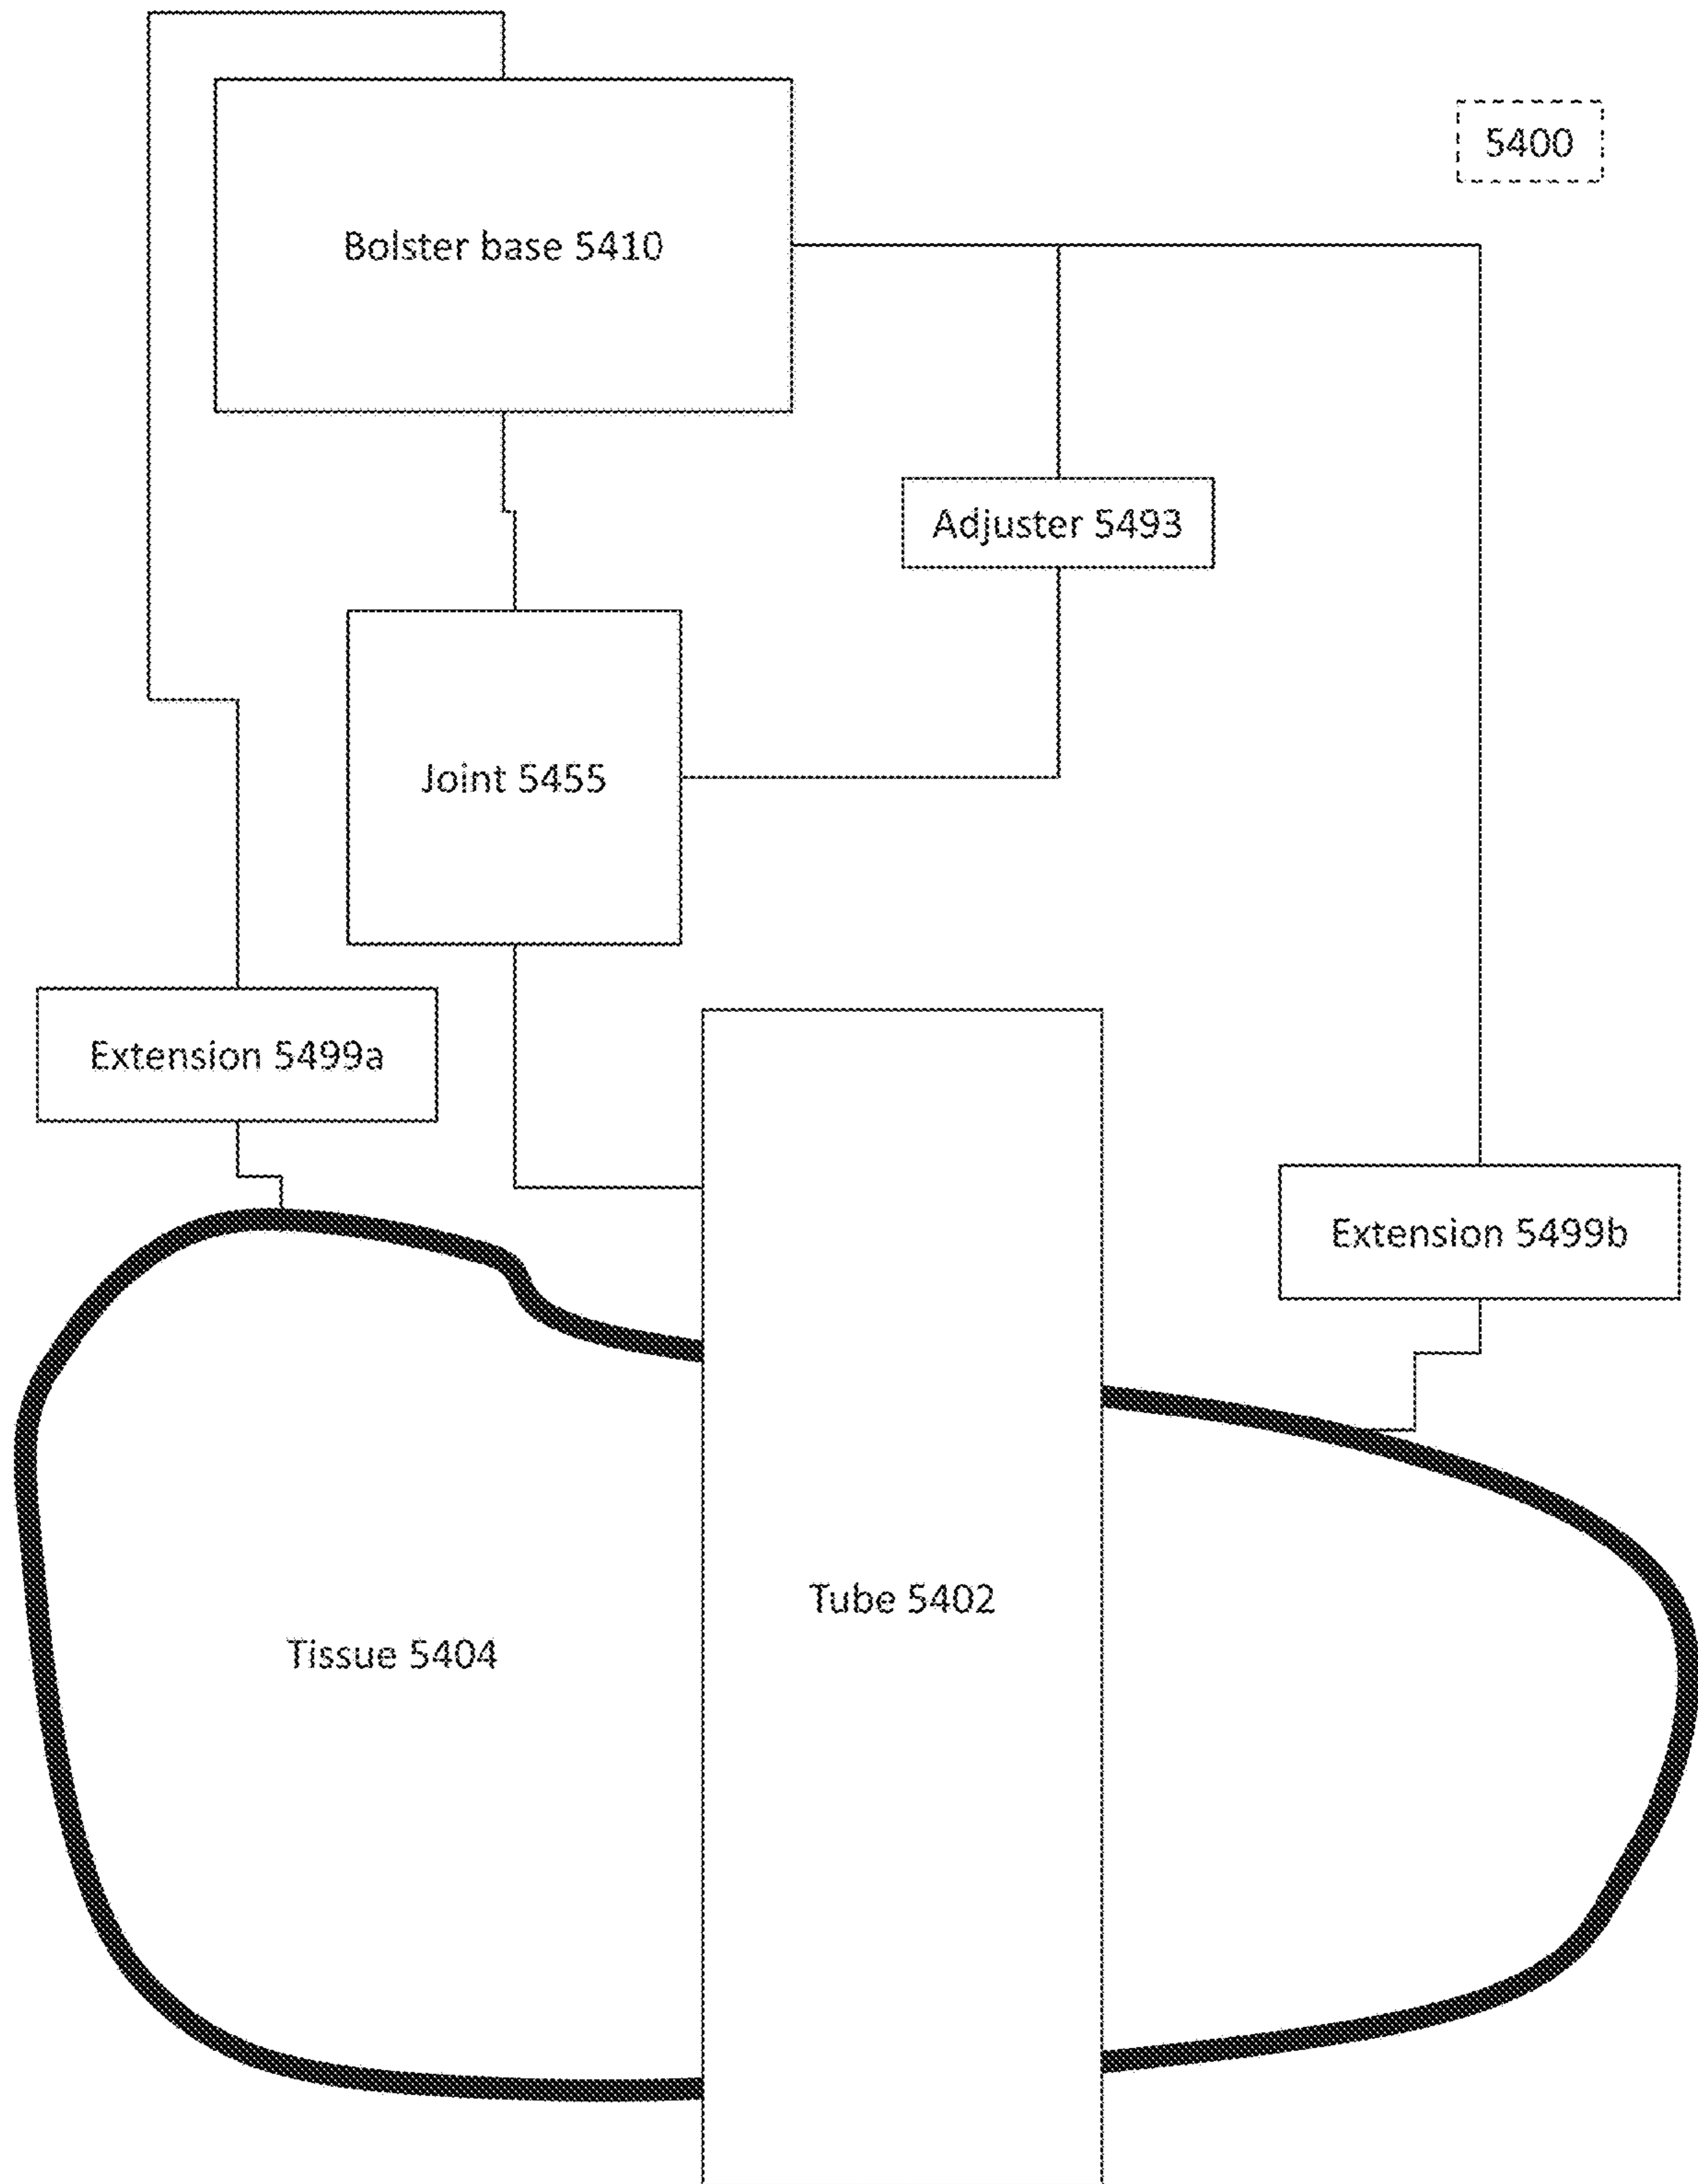 5400
Bolster base 5410
Adjuster 5493
Joint 5455
Extension 5499a
Extension 5499b
Tube 5402
Tissue 5404